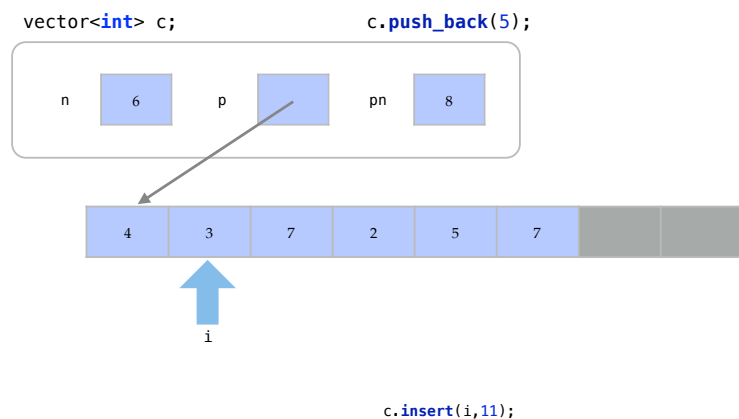 vector<int> c; c.push_back(5);
n 6 p pn 8
4 3 7 2 5 7
i
c.insert(i,11);